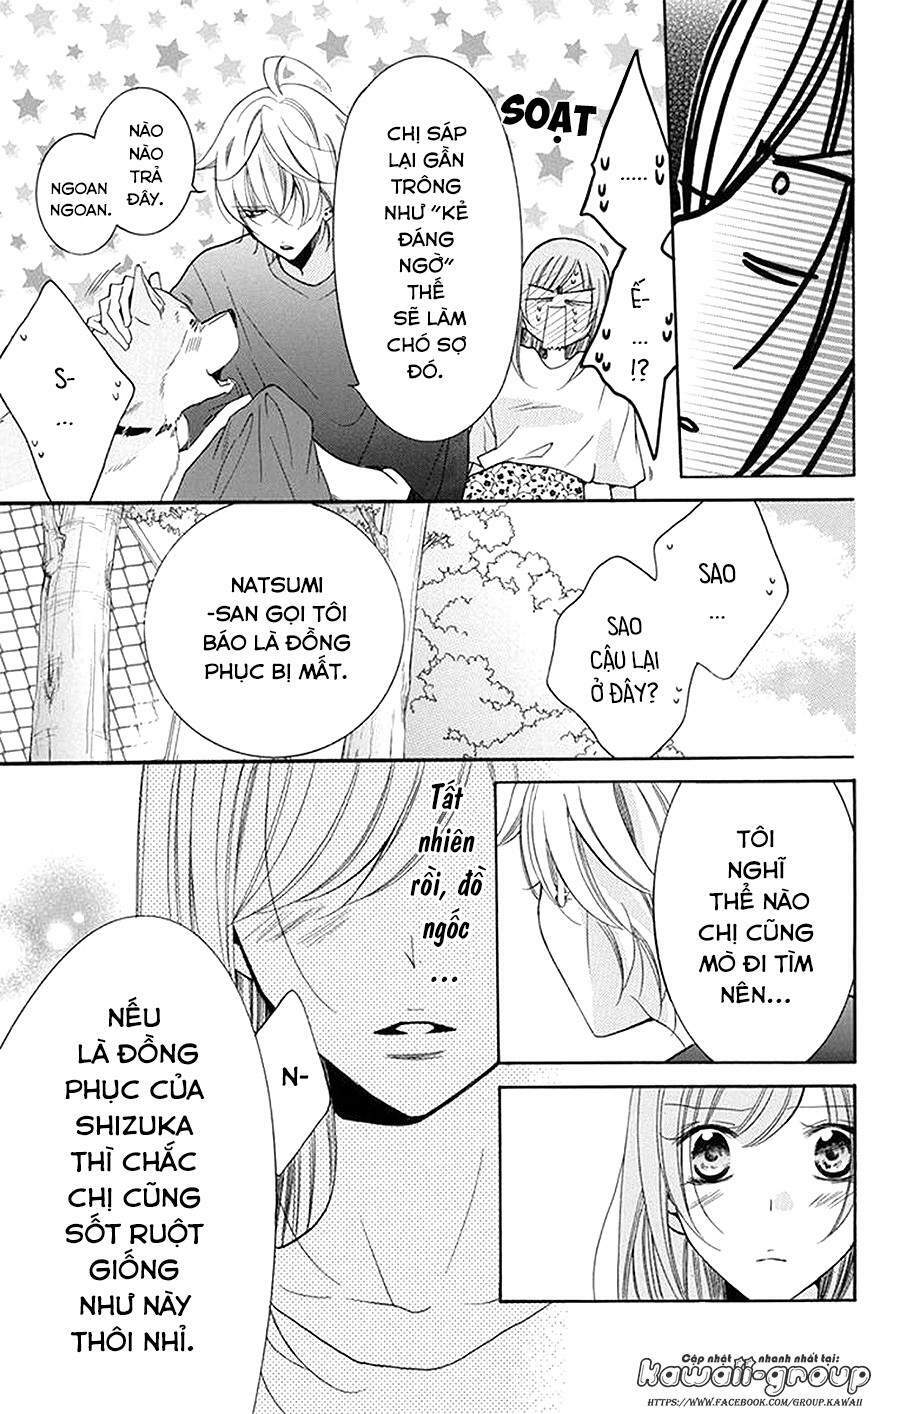 .....
Ế-
...
!?
SOẠT
CHỊ SÁP
LẠI GẦN
TRÔNG
NHƯ "KẺ
ĐÁNG
NGỜ"
THẾ
SẼ LÀM
CHÓ SỢ
ĐÓ.
NÀO
NÀO
TRẢ
ĐÂY.
NGOAN
NGOAN.
S-
...
SAO
...
SAO
CẬU LẠI
Ở ĐÂY?
NATSUMI
-SAN GỌI TÔI
BÁO LÀ ĐỒNG
PHỤC BỊ MẤT.
TÔI
NGHĨ
THỂ NÀO
CHỊ CŨNG
MÒ ĐI TÌM
NÊN...
Tất
nhiên
rồi, đồ
ngốc
...
N-
NẾU
LÀ ĐỒNG
PHỤC CỦA
SHIZUKA
THÌ CHẮC
CHỊ CŨNG
SỐT RUỘT
GIỐNG
NHƯ NÀY
THÔI NHỈ.
Cập nhật nhanh nhất tại:
kawaii-group
HTTPS://WWW.FACEBOOK.COM/GROUP.KAWAII